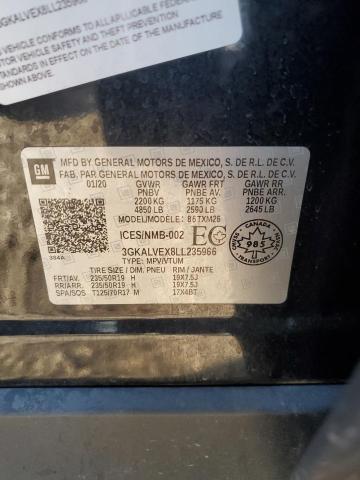 3GKALVEX8LL235966
VEHICLE CONFORMS TO ALL APPLICABLE FEDERAL
MOTOR VEHICLE SAFETY AND THEFT
IN EFFECT ON THE DATE OF
SHOWN ABOVE.
GM
MFD BY GENERAL MOTORS DE MEXICO, S. DE R.L. DE C.V.
FAB. PAR GENERAL MOTORS DE MEXICO, S. DE R.L. DE C.V.
01/20 GVWR GAWR FRT GAWR RR
PNBV PNBE AV. PNBE ARR.
2200 KG 1175 KG 1200 KG
4850 LB 2590 LB 2645 LB
MODEL/MODELE: B6TXM26
ICES/NMB-002 EC
985
3GKALVEX8LL235966
TYPE: MPV/VTUM
384A
TIRE SIZE / DIM. PNEU RIM / JANTE
FRT/AV. 235/50R19 H 19X7.5J
RR/ARR. 235/50R19 H 19X7.5J
SPA/SOS T125/70R17 M 17X4BT